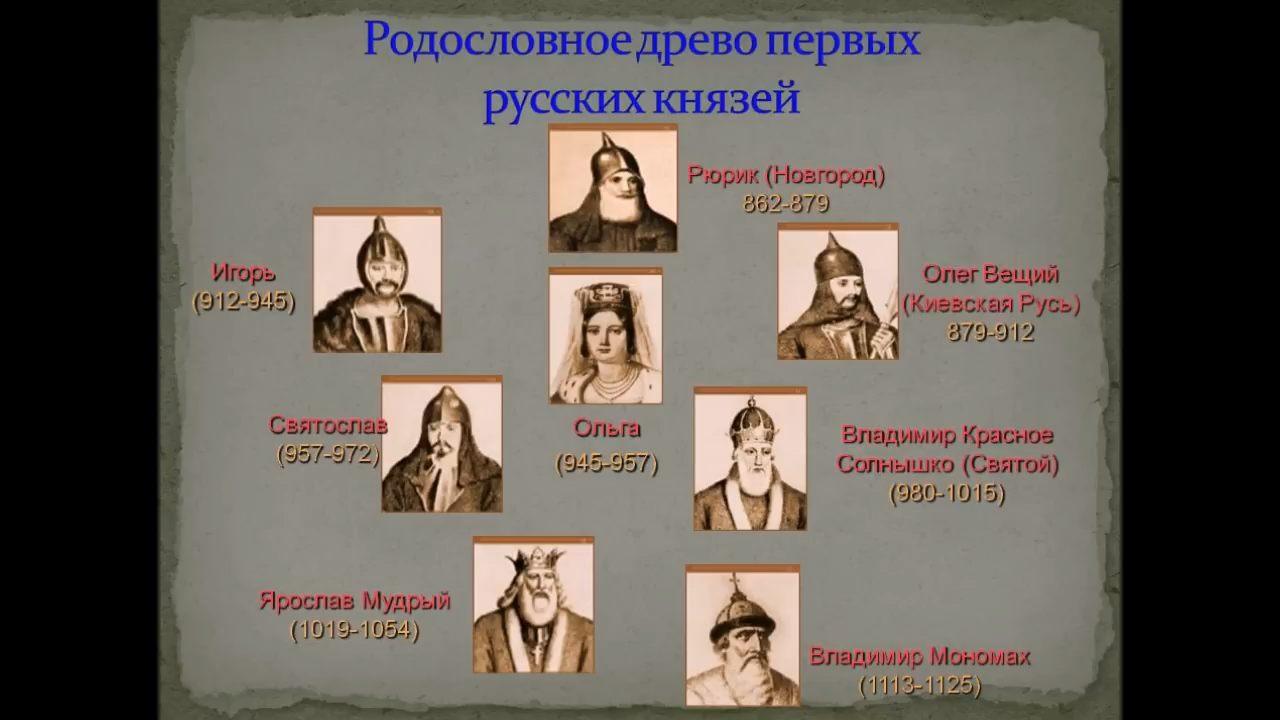 Родословное древо первых
русских князей
Рюрик (Новгород)
862-879
Игорь
(912-945)
Олег Вещий
(Киевская Русь)
879-912
Святослав
(957-972)
Ольга
(945-957)
Владимир Красное
Солнышко (Святой)
(980-1015)
Ярослав Мудрый
(1019-1054)
Владимир Мономах
(1113-1125)